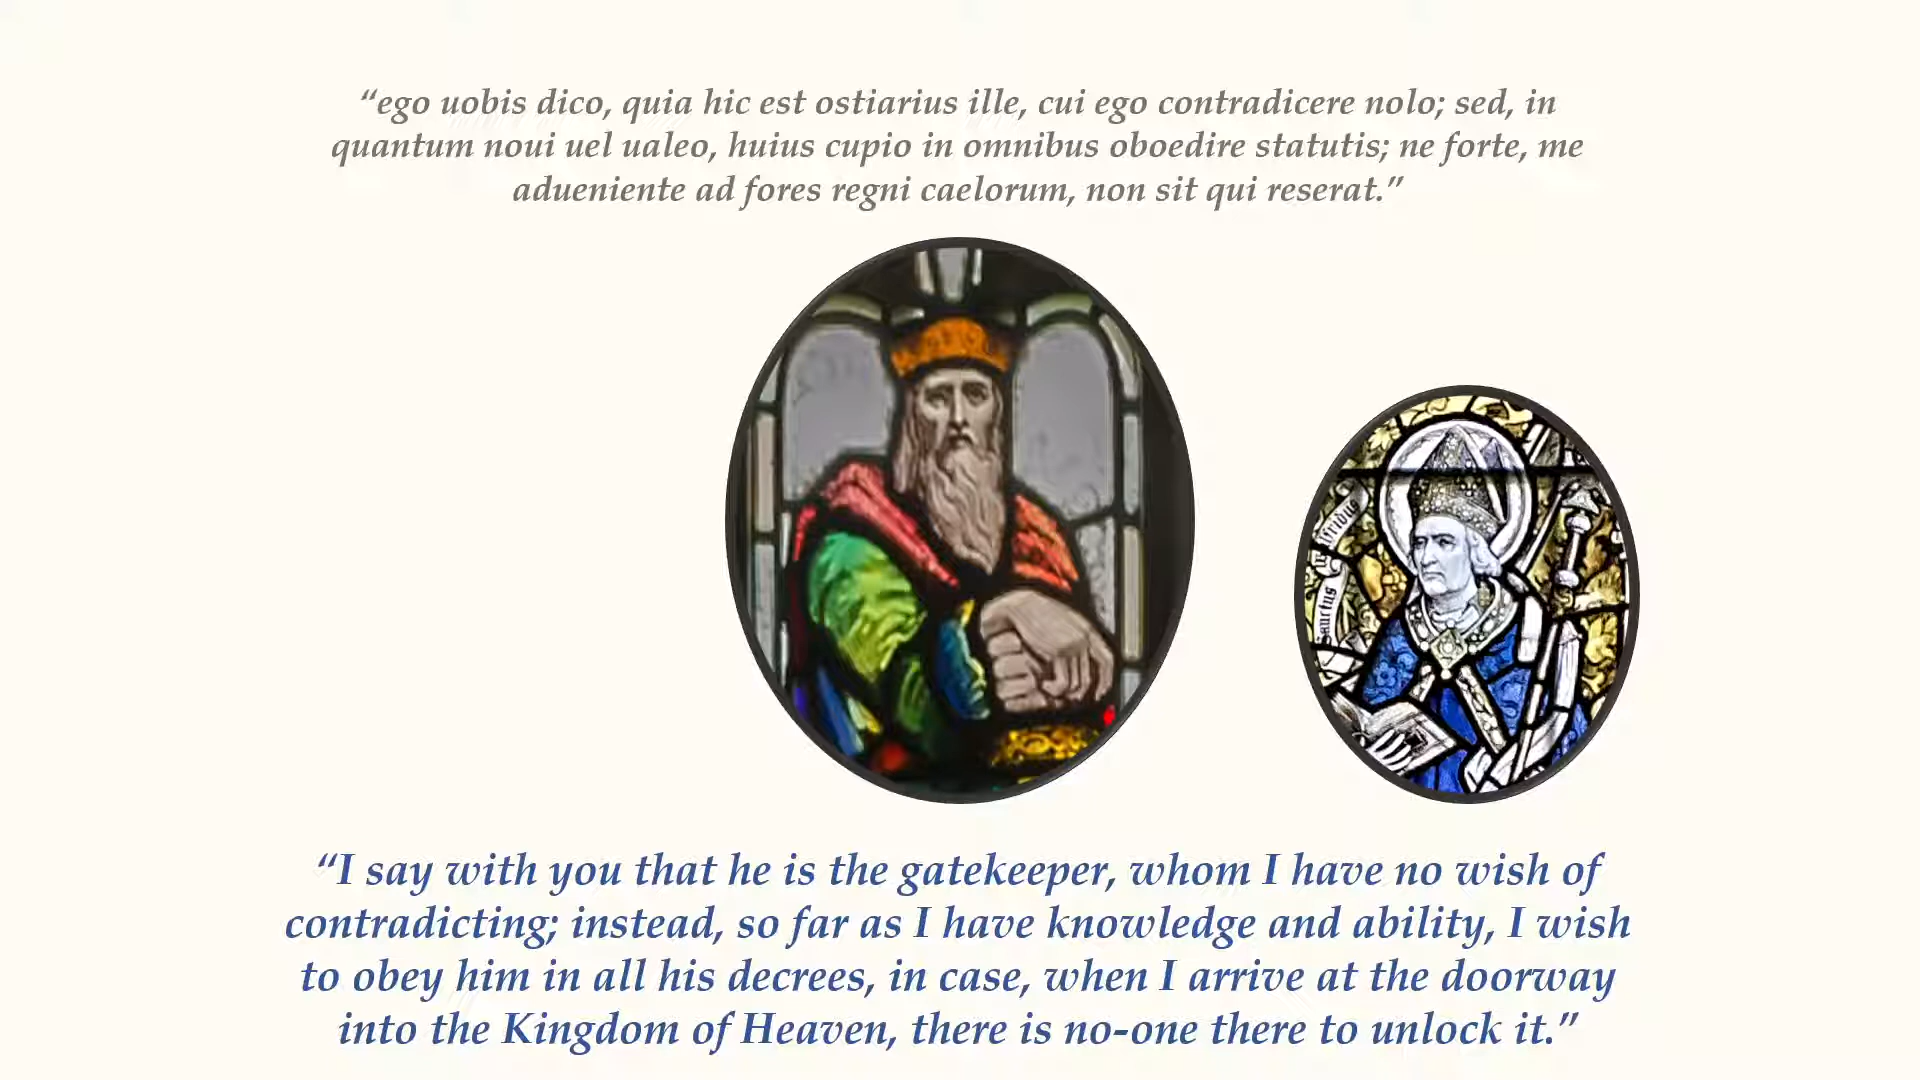 “ego uobis dico, quia hic est ostiarius ille, cui ego contradicere nolo; sed, in
quantum noui uel ualeo, huius cupio in omnibus oboedire statutis; ne forte, me
adueniente ad fores regni caelorum, non sit qui reserat.”
Sanctus
“I say with you that he is the gatekeeper, whom I have no wish of
contradicting; instead, so far as I have knowledge and ability, I wish
to obey him in all his decrees, in case, when I arrive at the doorway
into the Kingdom of Heaven, there is no-one there to unlock it.”